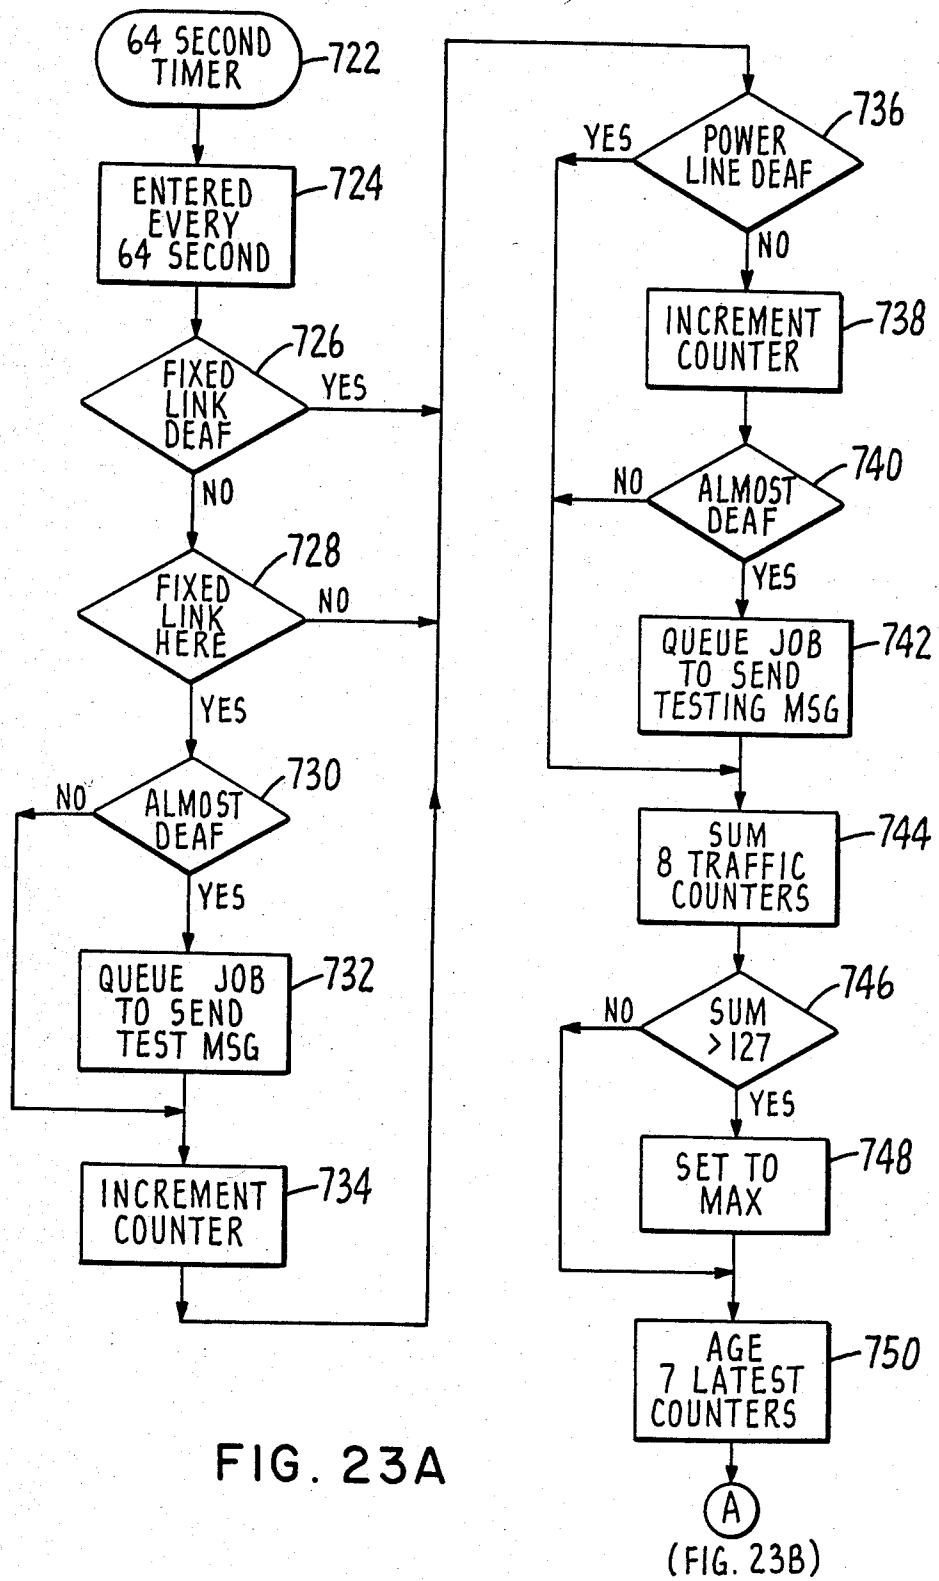 64 SECOND
TIMER
722
ENTERED
EVERY
64 SECOND
724
FIXED
LINK
DEAF
726
YES
NO
FIXED
LINK
HERE
728
NO
YES
ALMOST
DEAF
730
NO
YES
QUEUE JOB
TO SEND
TEST MSG
732
INCREMENT
COUNTER
734
POWER
LINE DEAF
736
YES
NO
INCREMENT
COUNTER
738
ALMOST
DEAF
740
NO
YES
QUEUE JOB
TO SEND
TESTING MSG
742
SUM
8 TRAFFIC
COUNTERS
744
SUM
>127
746
NO
YES
SET TO
MAX
748
AGE
7 LATEST
COUNTERS
750
A
(FIG. 23B)
FIG. 23A